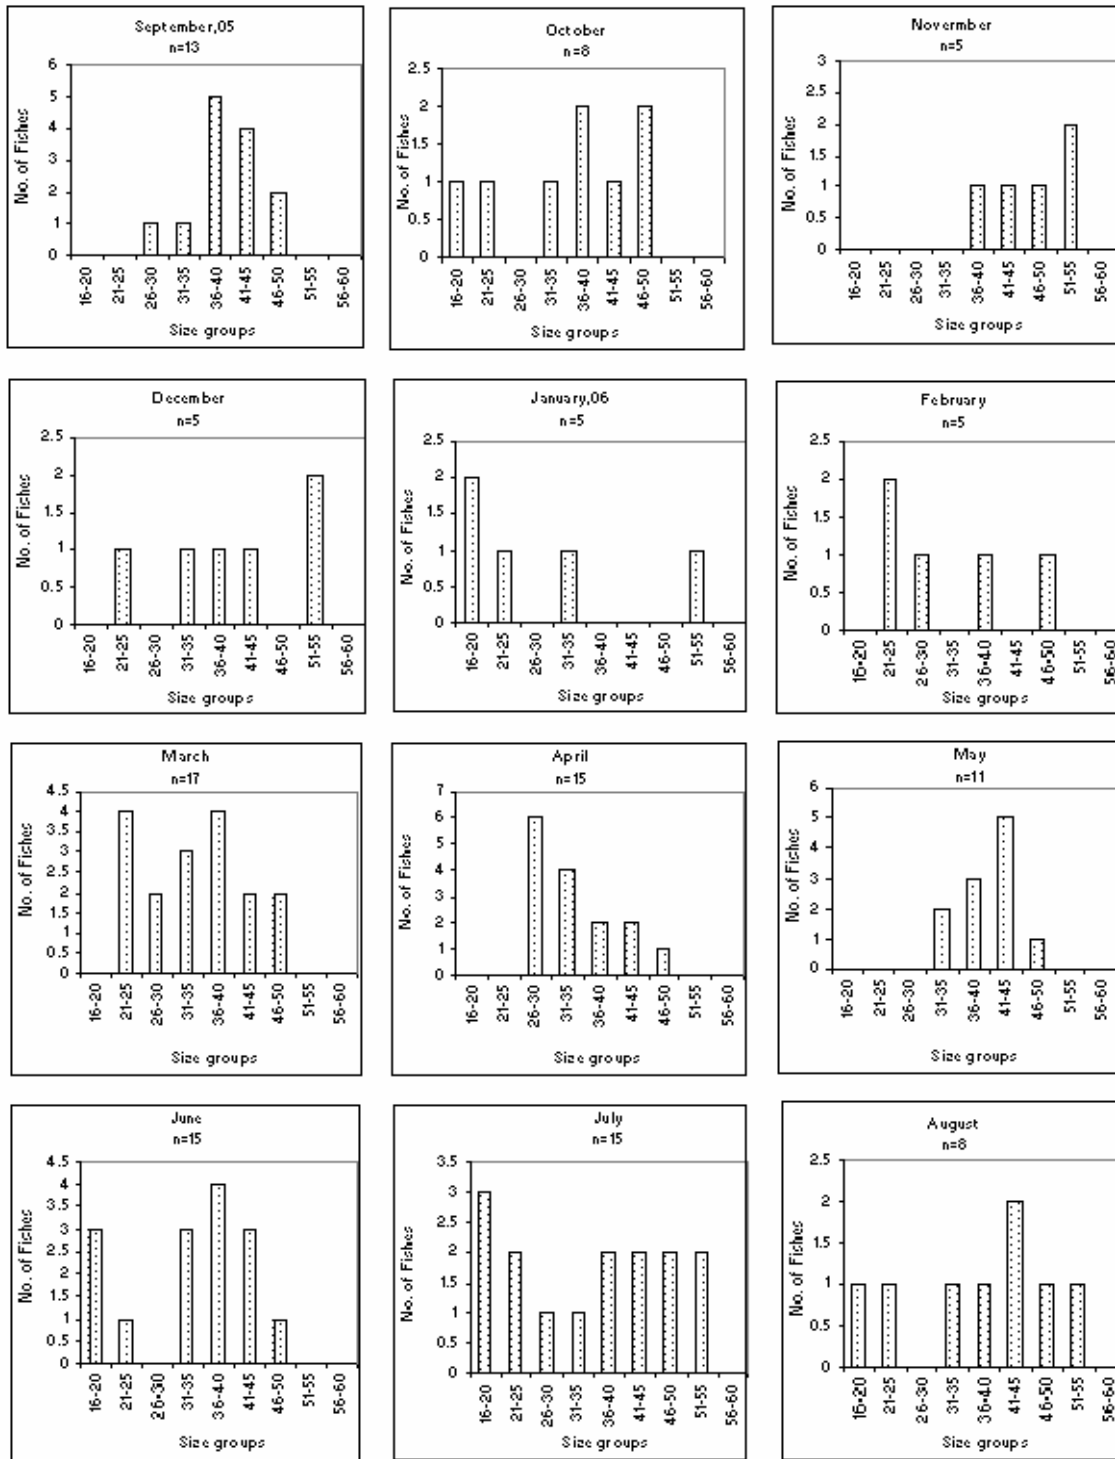 September,05
n=13
No. of Fishes
6
5
4
3
2
1
0
16-20 21-25 26-30 31-35 36-40 41-45 46-50 51-55 56-60
Size groups
October
n=8
No. of Fishes
2.5
2
1.5
1
0.5
0
16-20 21-25 26-30 31-35 36-40 41-45 46-50 51-55 56-60
Size groups
Novermber
n=5
No. of Fishes
3
2.5
2
1.5
1
0.5
0
16-20 21-25 26-30 31-35 36-40 41-45 46-50 51-55 56-60
Size groups
December
n=5
No. of Fishes
2.5
2
1.5
1
0.5
0
16-20 21-25 26-30 31-35 36-40 41-45 46-50 51-55 56-60
Size groups
January,06
n=5
No. of Fishes
2.5
2
1.5
1
0.5
0
16-20 21-25 26-30 31-35 36-40 41-45 46-50 51-55 56-60
Size groups
February
n=5
No. of Fishes
2.5
2
1.5
1
0.5
0
16-20 21-25 26-30 31-35 36-40 41-45 46-50 51-55 56-60
Size groups
March
n=17
No. of Fishes
4.5
4
3.5
3
2.5
2
1.5
1
0.5
0
16-20 21-25 26-30 31-35 36-40 41-45 46-50 51-55 56-60
Size groups
April
n=15
No. of Fishes
7
6
5
4
3
2
1
0
16-20 21-25 26-30 31-35 36-40 41-45 46-50 51-55 56-60
Size groups
May
n=11
No. of Fishes
6
5
4
3
2
1
0
16-20 21-25 26-30 31-35 36-40 41-45 46-50 51-55 56-60
Size groups
June
n=15
No. of Fishes
4.5
4
3.5
3
2.5
2
1.5
1
0.5
0
16-20 21-25 26-30 31-35 36-40 41-45 46-50 51-55 56-60
Size groups
July
n=15
No. of Fishes
3.5
3
2.5
2
1.5
1
0.5
0
16-20 21-25 26-30 31-35 36-40 41-45 46-50 51-55 56-60
Size groups
August
n=8
No. of Fishes
2.5
2
1.5
1
0.5
0
16-20 21-25 26-30 31-35 36-40 41-45 46-50 51-55 56-60
Size groups